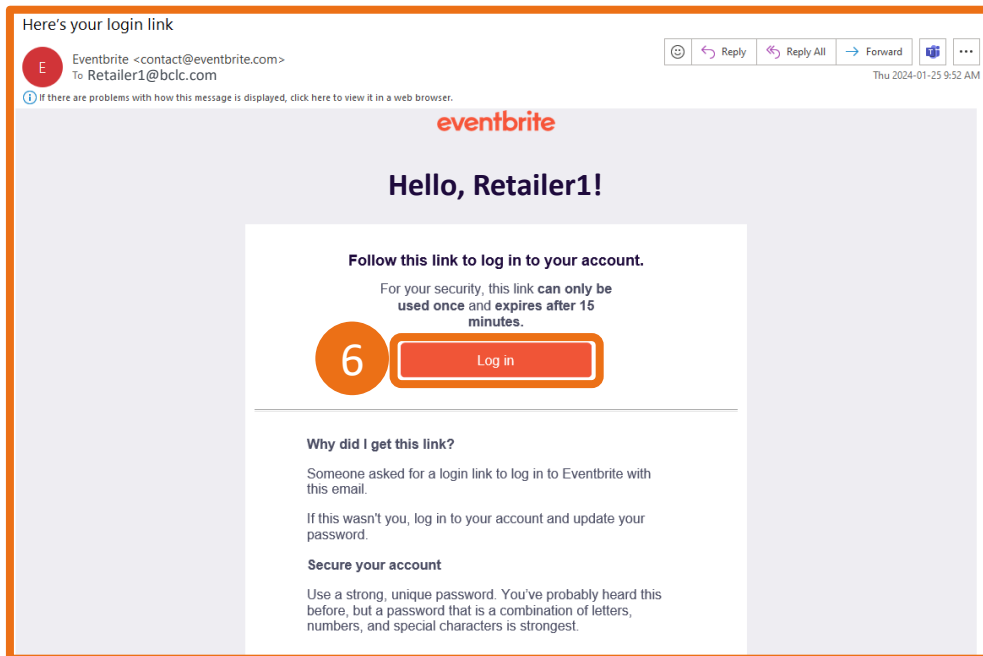 Here's your login link
E
Eventbrite <contact@eventbrite.com>
To Retailer1@bclc.com
Reply
Reply All
Forward
Thu 2024-01-25 9:52 AM
If there are problems with how this message is displayed, click here to view it in a web browser.
eventbrite
Hello, Retailer1!
Follow this link to log in to your account.
For your security, this link can only be
used once and expires after 15
minutes.
6
Log in
Why did I get this link?
Someone asked for a login link to log in to Eventbrite with
this email.
If this wasn't you, log in to your account and update your
password.
Secure your account
Use a strong, unique password. You've probably heard this
before, but a password that is a combination of letters,
numbers, and special characters is strongest.